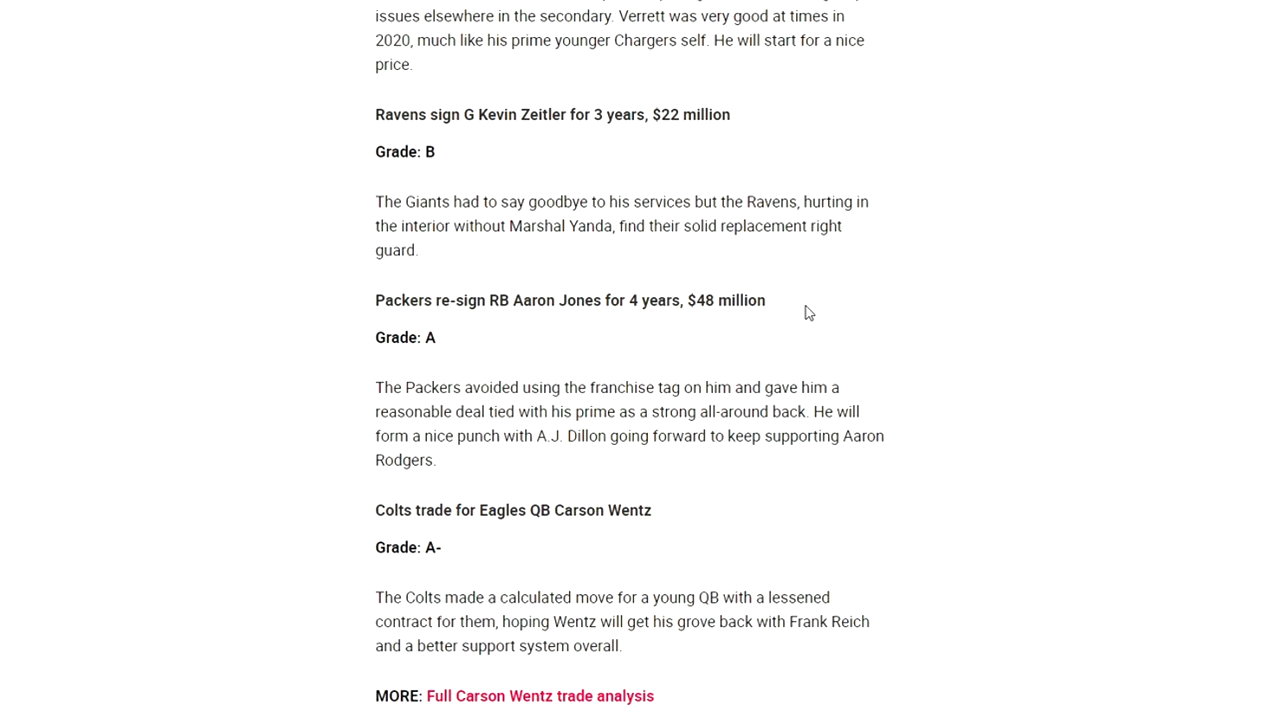 issues elsewhere in the secondary. Verrett was very good at times in
2020, much like his prime younger Chargers self. He will start for a nice
price.
Ravens sign G Kevin Zeitler for 3 years, $22 million
Grade: B
The Giants had to say goodbye to his services but the Ravens, hurting in
the interior without Marshal Yanda, find their solid replacement right
guard.
Packers re-sign RB Aaron Jones for 4 years, $48 million
Grade: A
The Packers avoided using the franchise tag on him and gave him a
reasonable deal tied with his prime as a strong all-around back. He will
form a nice punch with A.J. Dillon going forward to keep supporting Aaron
Rodgers.
Colts trade for Eagles QB Carson Wentz
Grade: A-
The Colts made a calculated move for a young QB with a lessened
contract for them, hoping Wentz will get his grove back with Frank Reich
and a better support system overall.
MORE: Full Carson Wentz trade analysis